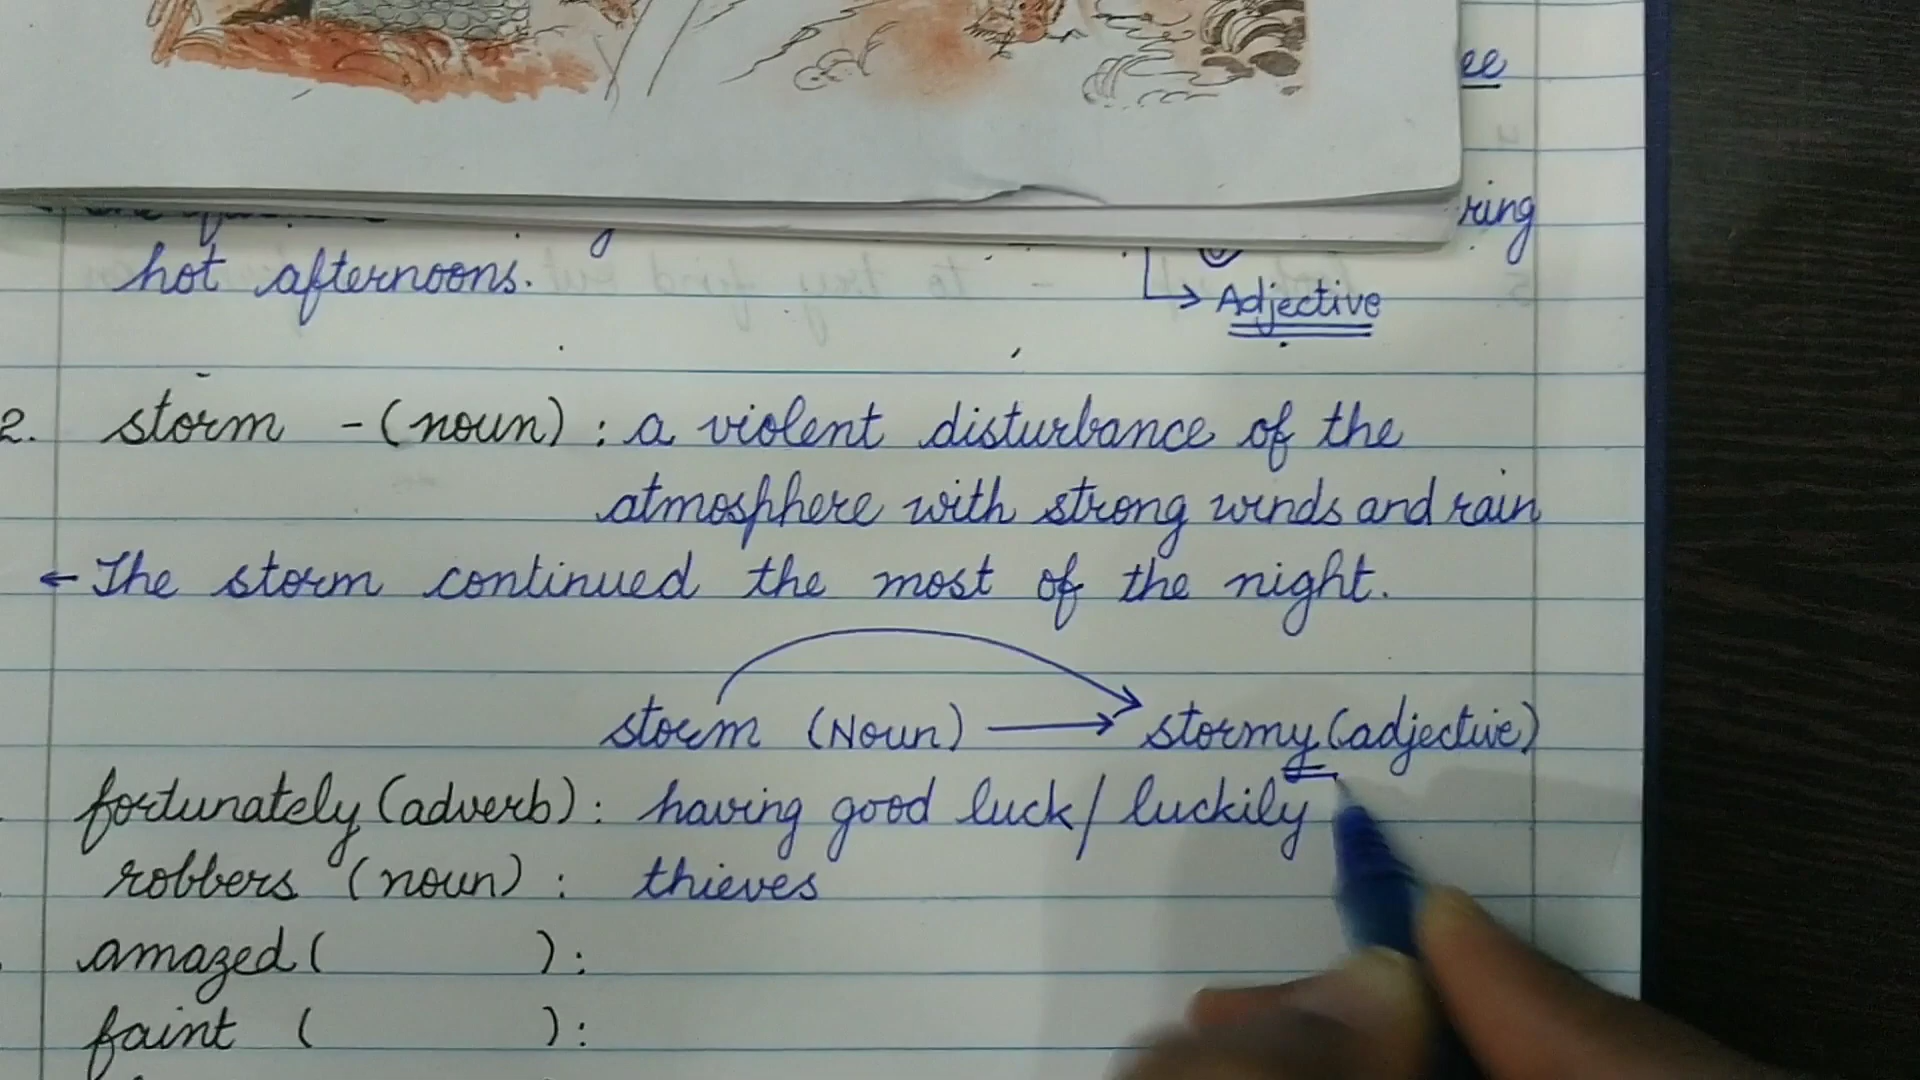 ee
ring
hot afternoons.
Adjective
2. storm - (noun) : a violent disturbance of the
atmosphere with strong winds and rain
The storm continued the most of the night.
storm (Noun) → stormy (adjective)
fortunately (adverb) : having good luck / luckily
robbers (noun) : thieves
amazed ( ) :
faint ( ) :